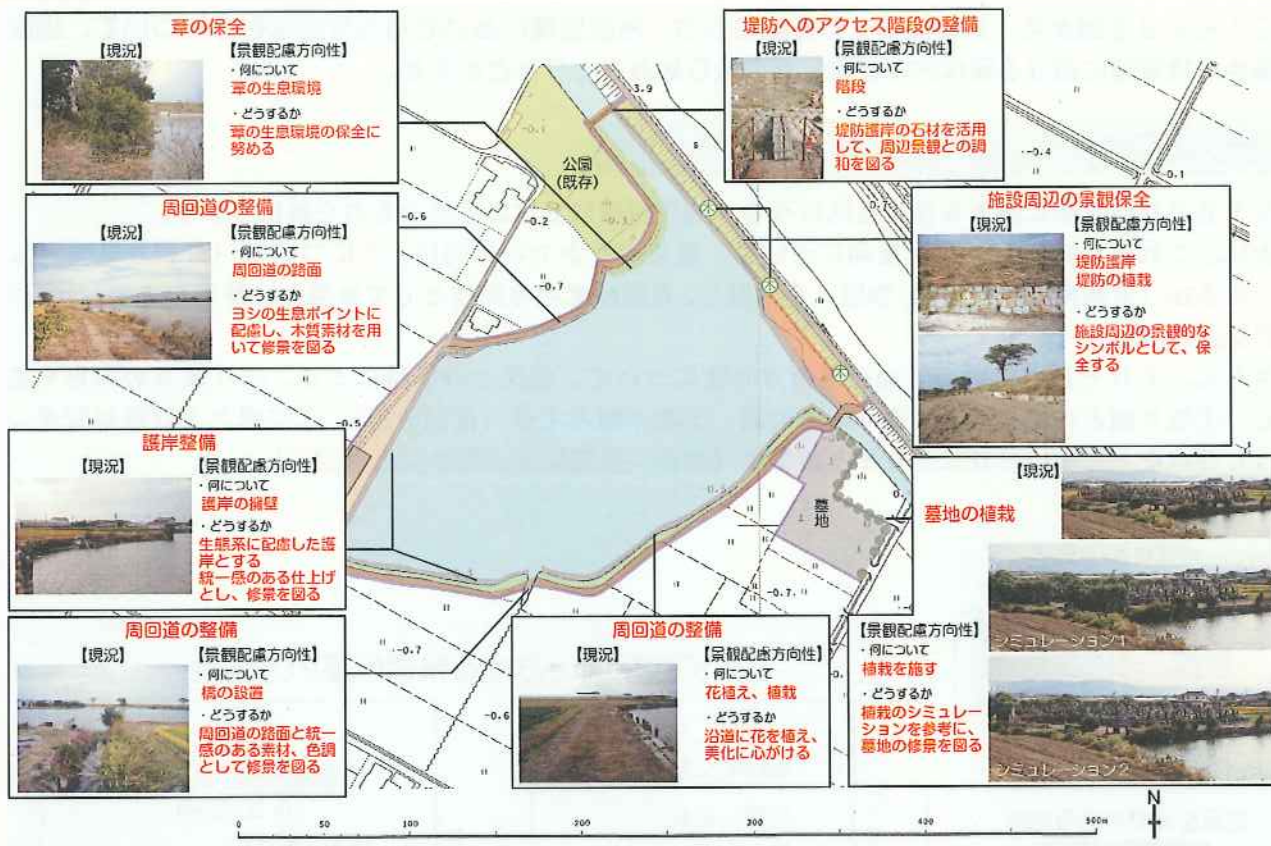 葦の保全
【現況】
【景観配慮方向性】
・何について
葦の生息環境
・どうするか
葦の生息環境の保全に
努める
周回道の整備
【現況】
【景観配慮方向性】
・何について
周回道の路面
・どうするか
ヨシの生息ポイントに
配慮し、木質素材を用
いて修景を図る
護岸整備
【現況】
【景観配慮方向性】
・何について
護岸の擁壁
・どうするか
生態系に配慮した護
岸とする
統一感のある仕上げ
とし、修景を図る
周回道の整備
【現況】
【景観配慮方向性】
・何について
橋の設置
・どうするか
周回道の路面と統一
感のある素材、色調
として修景を図る
堤防へのアクセス階段の整備
【現況】
【景観配慮方向性】
・何について
階段
・どうするか
堤防護岸の石材を活用
して、周辺景観との調
和を図る
施設周辺の景観保全
【現況】
【景観配慮方向性】
・何について
堤防護岸
堤防の植栽
・どうするか
施設周辺の景観的な
シンボルとして、保
全する
周回道の整備
【現況】
【景観配慮方向性】
・何について
花植え、植栽
・どうするか
沿道に花を植え、
美化に心がける
【現況】
墓地の植栽
【景観配慮方向性】
・何について
植栽を施す
・どうするか
植栽のシミュレー
ションを参考に、
墓地の修景を図る
シミュレーション1
シミュレーション2
公園
(既存)
墓地
3.9
-0.6
-0.2
-0.7
-0.5
-0.7
-0.6
-0.7
-0.4
-0.1
0.7
N
0
50
100
200
300
400
500m